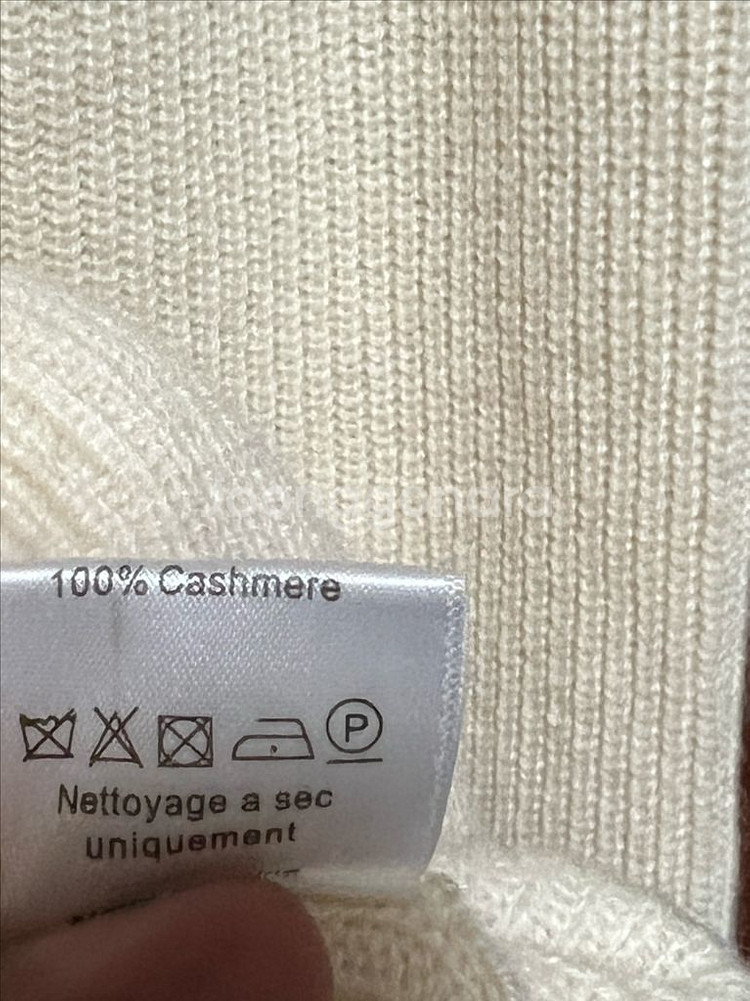 100% Cashmere
P
Nettoyage a sec
uniquement